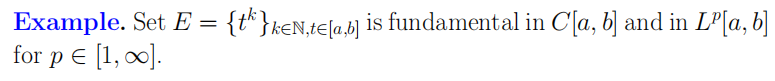 Example. Set E = {t^k}_{k∈ℕ,t∈[a,b]} is fundamental in C[a, b] and in L^p[a, b]
for p ∈ [1, ∞].